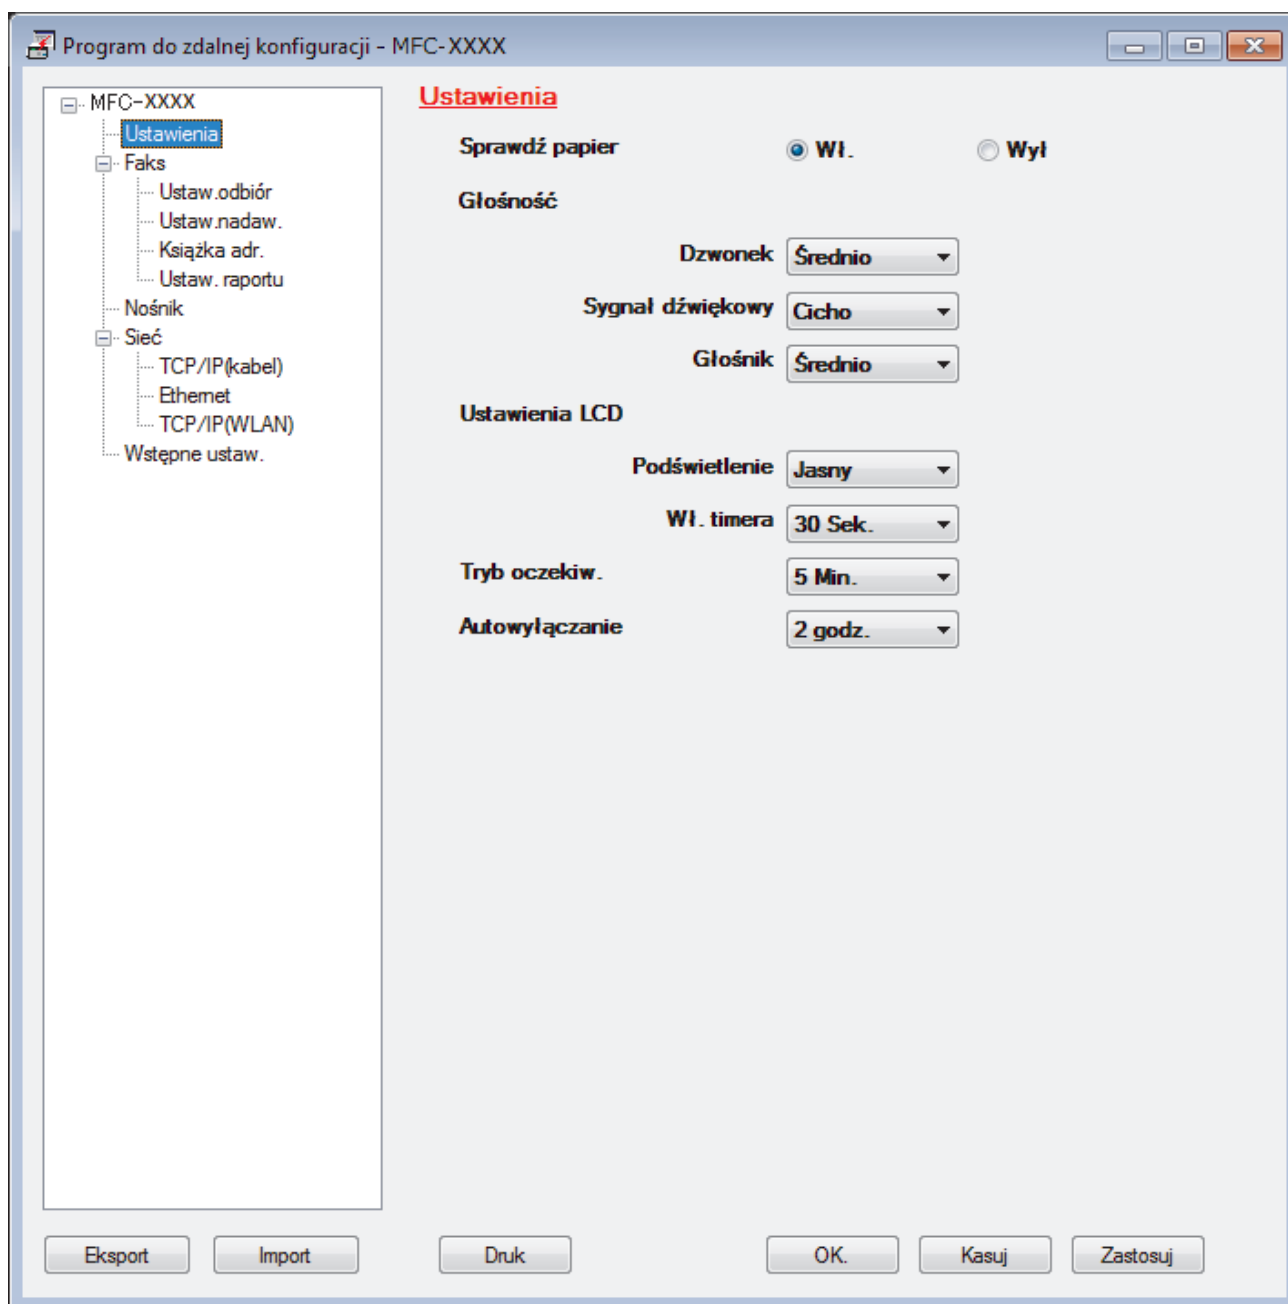 Program do zdalnej konfiguracji - MFC-XXXX
MFC-XXXX
Ustawienia
Faks
Ustaw.odbiór
Ustaw.nadaw.
Książka adr.
Ustaw. raportu
Nośnik
Sieć
TCP/IP(kabel)
Ethernet
TCP/IP(WLAN)
Wstępne ustaw.
Ustawienia
Sprawdź papier Wł. Wył
Głośność
Dzwonek Średnio
Sygnał dźwiękowy Cicho
Głośnik Średnio
Ustawienia LCD
Podświetlenie Jasny
Wł. timera 30 Sek.
Tryb oczekiw. 5 Min.
Autowyłączanie 2 godz.
Eksport Import Druk OK. Kasuj Zastosuj